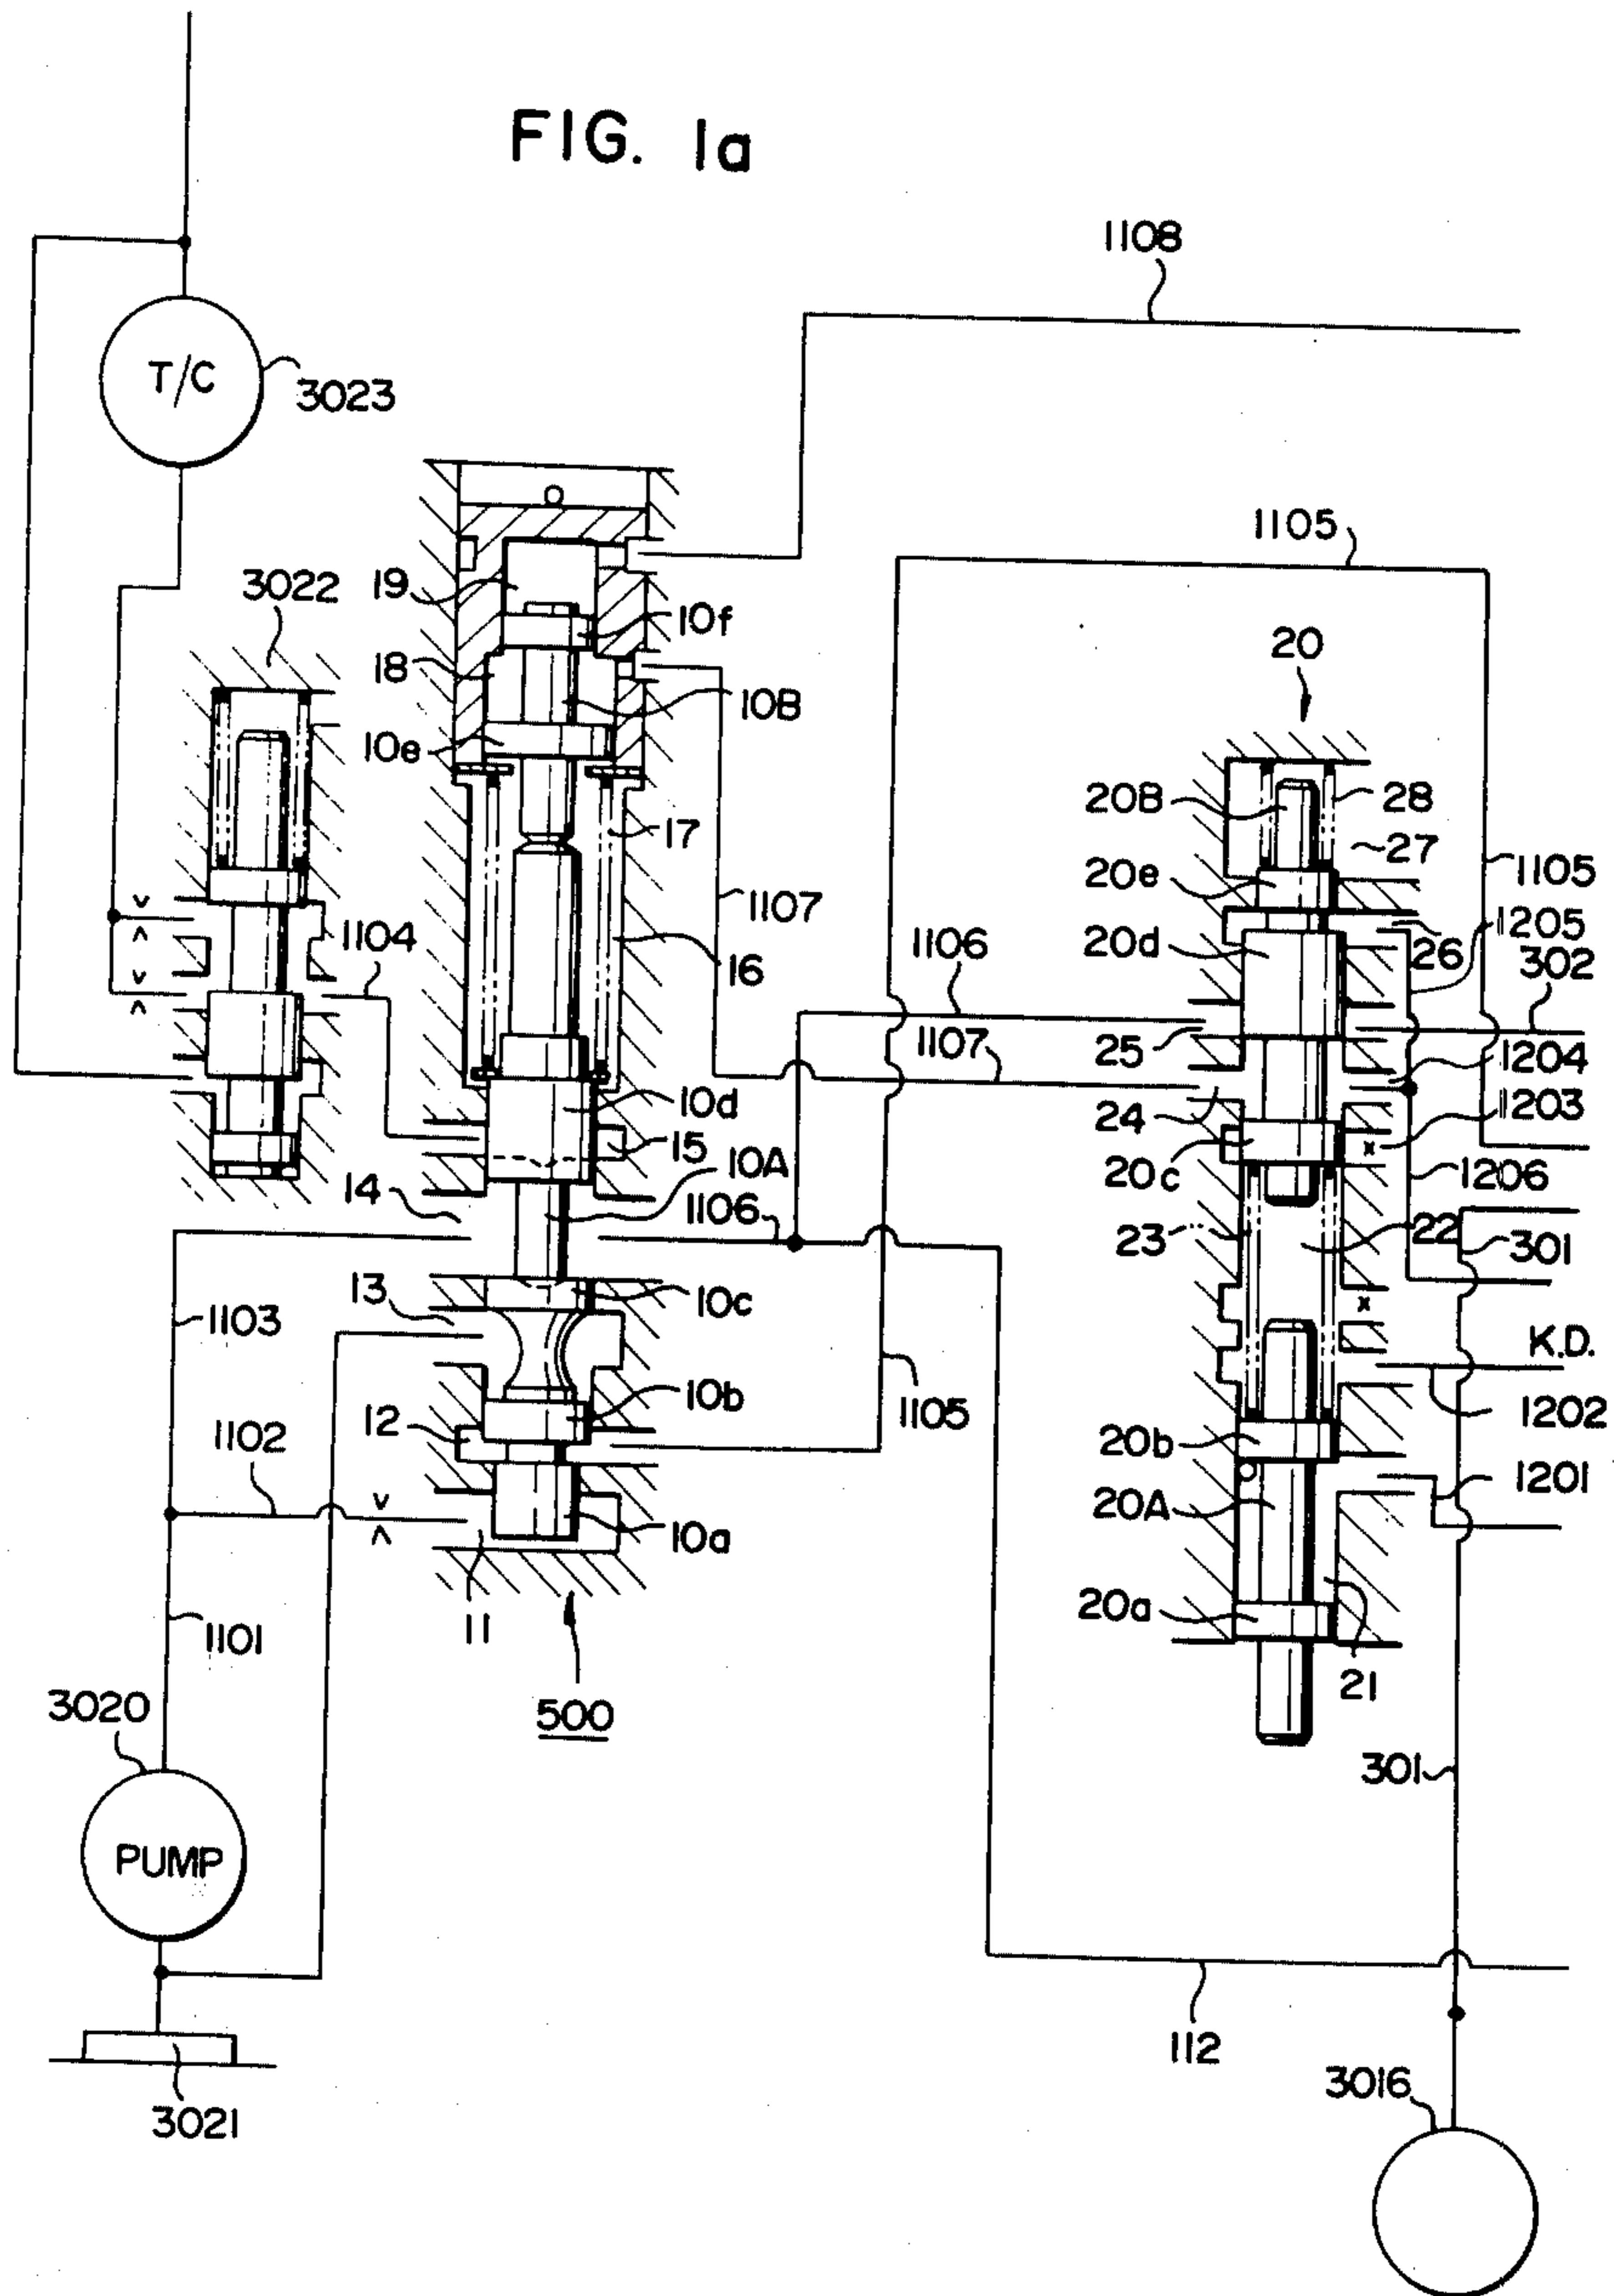 FIG. 1a
1108
T/C
3023
1105
3022
19
10f
20
18
10B
10e
20B
28
17
27
20e
1105
1107
1205
1104
26
16
20d
1106
302
25
1107
1204
10d
24
1203
15
x
10A
20c
1206
14
1106
23
22
301
13
10c
x
1103
K.D.
10b
1105
12
1202
1102
20b
1201
20A
10a
11
20a
1101
21
3020
500
301
PUMP
112
3016
3021